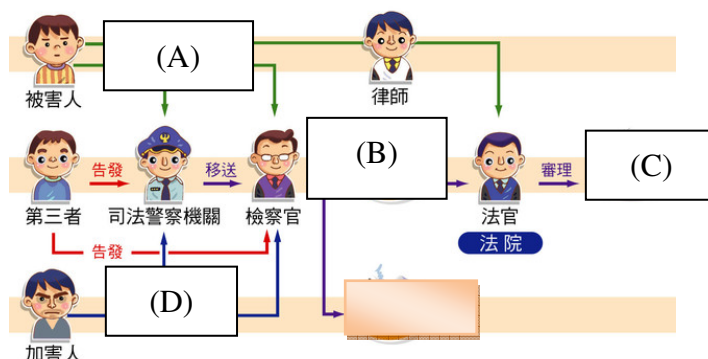 (A)
被害人
律師
第三者
告發
司法警察機關
移送
檢察官
(B)
法官
法院
審理
(C)
告發
(D)
加害人